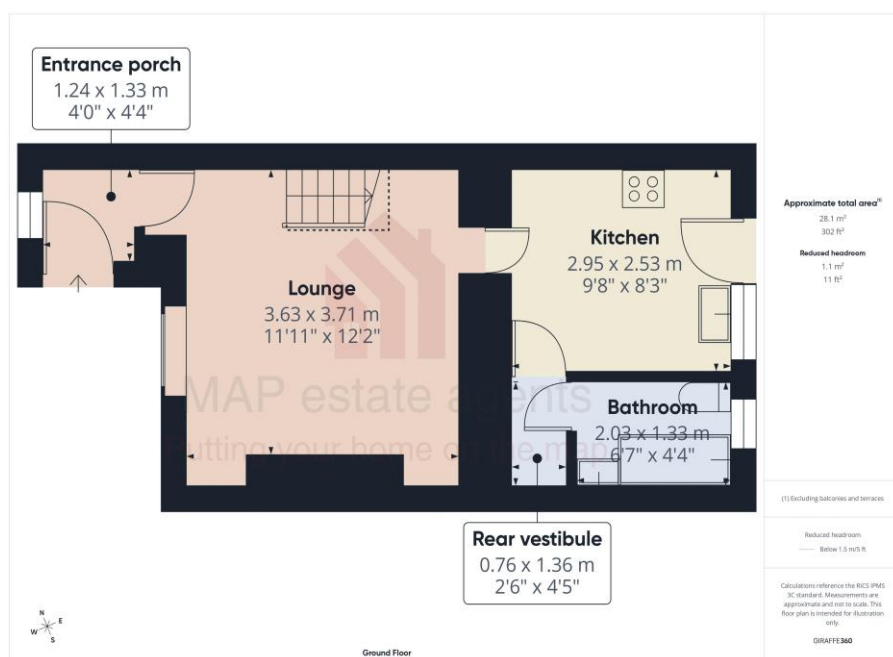 Entrance porch
1.24 x 1.33 m
4'0" x 4'4"
Lounge
3.63 x 3.71 m
11'11" x 12'2"
Kitchen
2.95 x 2.53 m
9'8" x 8'3"
Bathroom
2.03 x 1.33 m
6'7" x 4'4"
Rear vestibule
0.76 x 1.36 m
2'6" x 4'5"
MAP estate agents
Putting your home on the map
N
E
S
W
Ground Floor
Approximate total area(1)
28.1 m²
302 ft²
Reduced headroom
1.1 m²
11 ft²
(1) Excluding balconies and terraces
Reduced headroom
Below 1.5 m/5 ft
Calculations reference the RICS IPMS
3C standard. Measurements are
approximate and not to scale. This
floor plan is intended for illustration
only.
GIRAFFE360